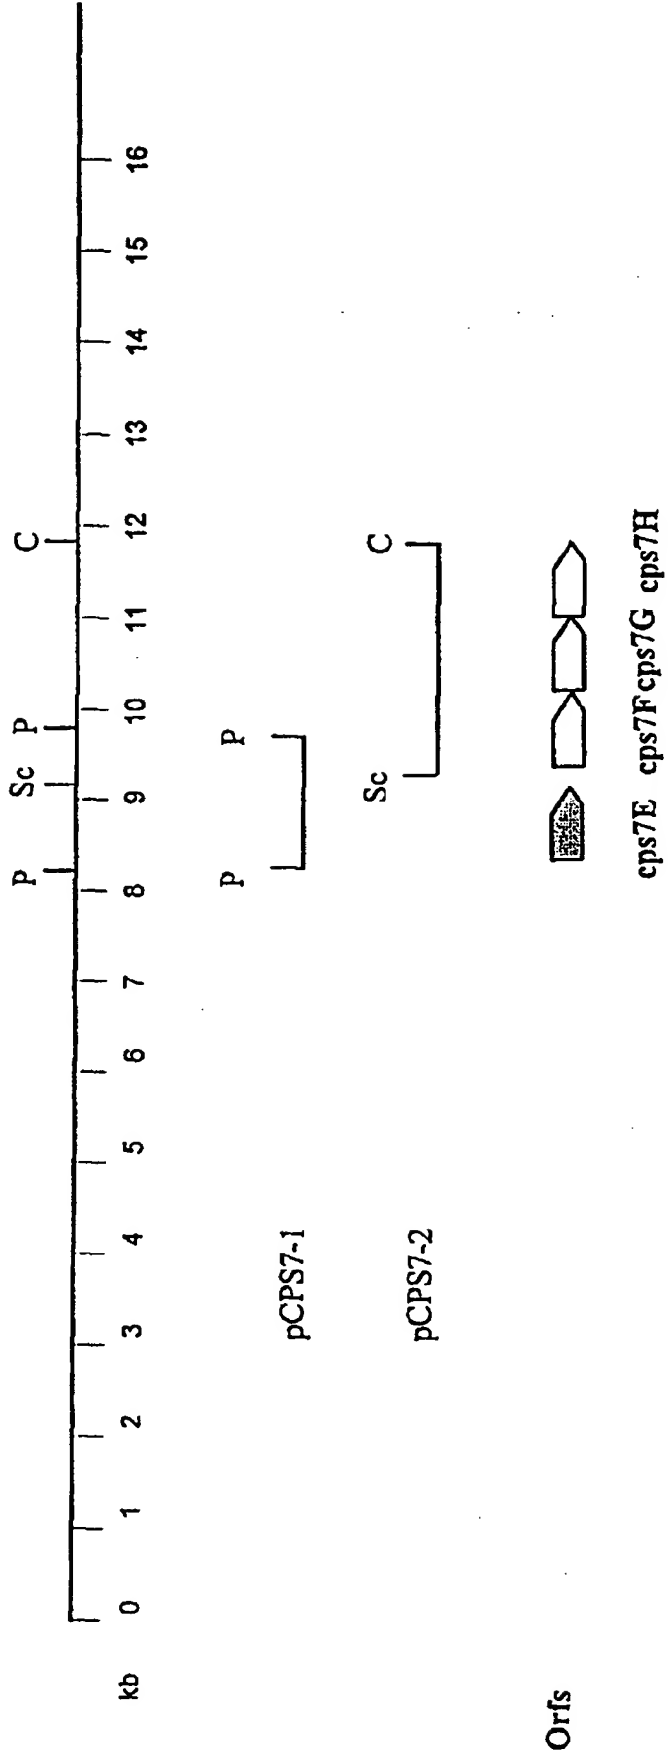 P Sc P C
kb 0 1 2 3 4 5 6 7 8 9 10 11 12 13 14 15 16
P P
pCPS7-1
Sc C
pCPS7-2
Orfs
cps7E cps7F cps7G cps7H